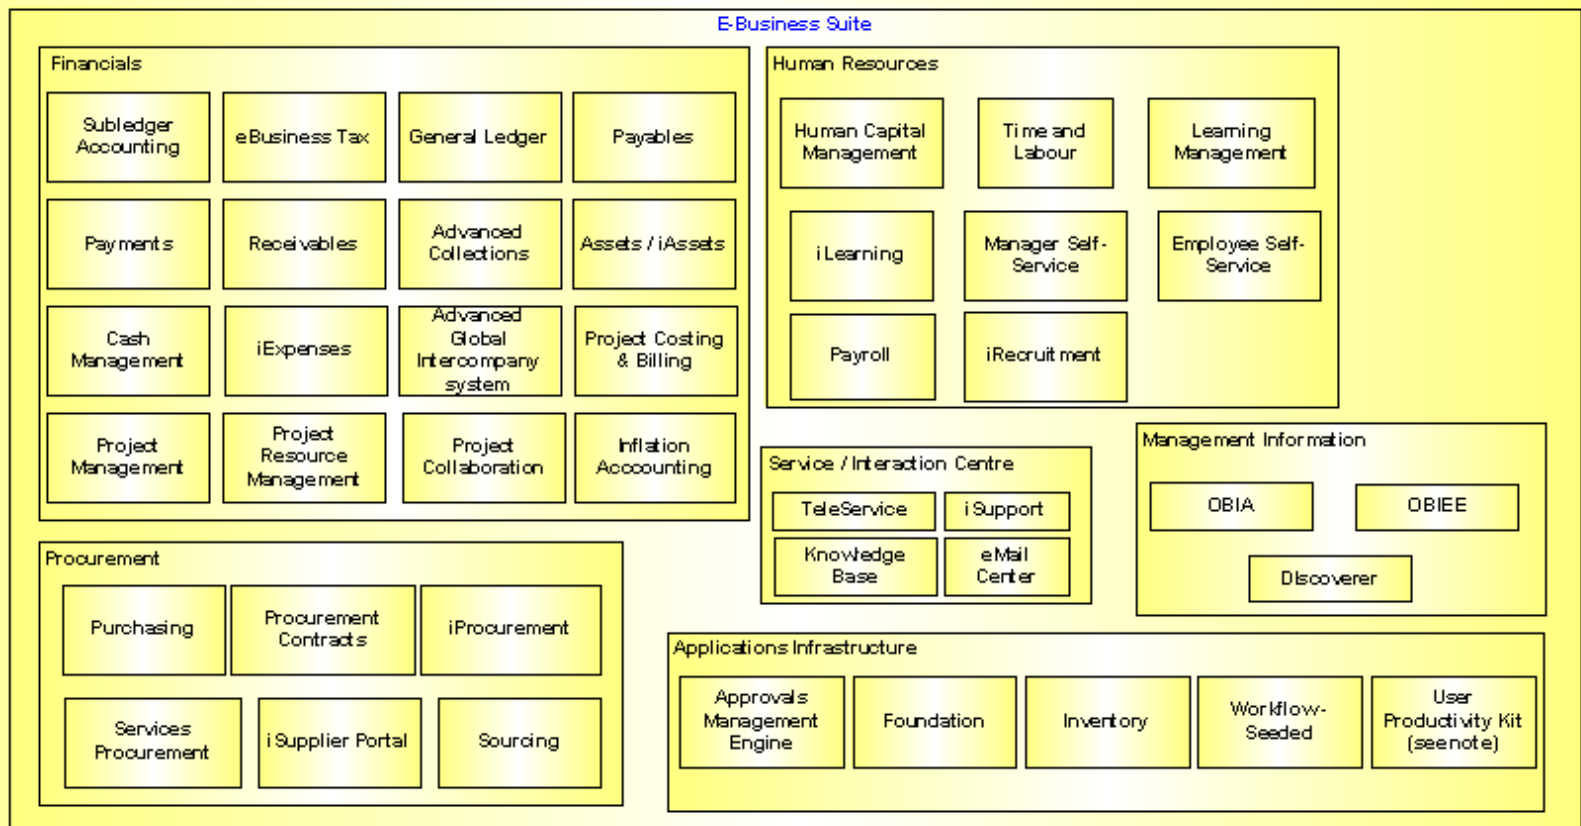 E-Business Suite
Financials
Subledger
Accounting
eBusiness Tax
General Ledger
Payables
Payments
Receivables
Advanced
Collections
Assets / iAssets
Cash
Management
iExpenses
Advanced
Global
Intercompany
system
Project Costing
& Billing
Project
Management
Project
Resource
Management
Project
Collaboration
Inflation
Acccounting
Human Resources
Human Capital
Management
Time and
Labour
Learning
Management
iLearning
Manager Self-
Service
Employee Self-
Service
Payroll
iRecruitment
Service / Interaction Centre
TeleService
iSupport
Knowledge
Base
eMail
Center
Management Information
OBIA
OBIEE
DIscoverer
Procurement
Purchasing
Procurement
Contracts
iProcurement
Services
Procurement
iSupplier Portal
Sourcing
Applications Infrastructure
Approvals
Management
Engine
Foundation
Inventory
Workflow-
Seeded
User
Productivity Kit
(see note)